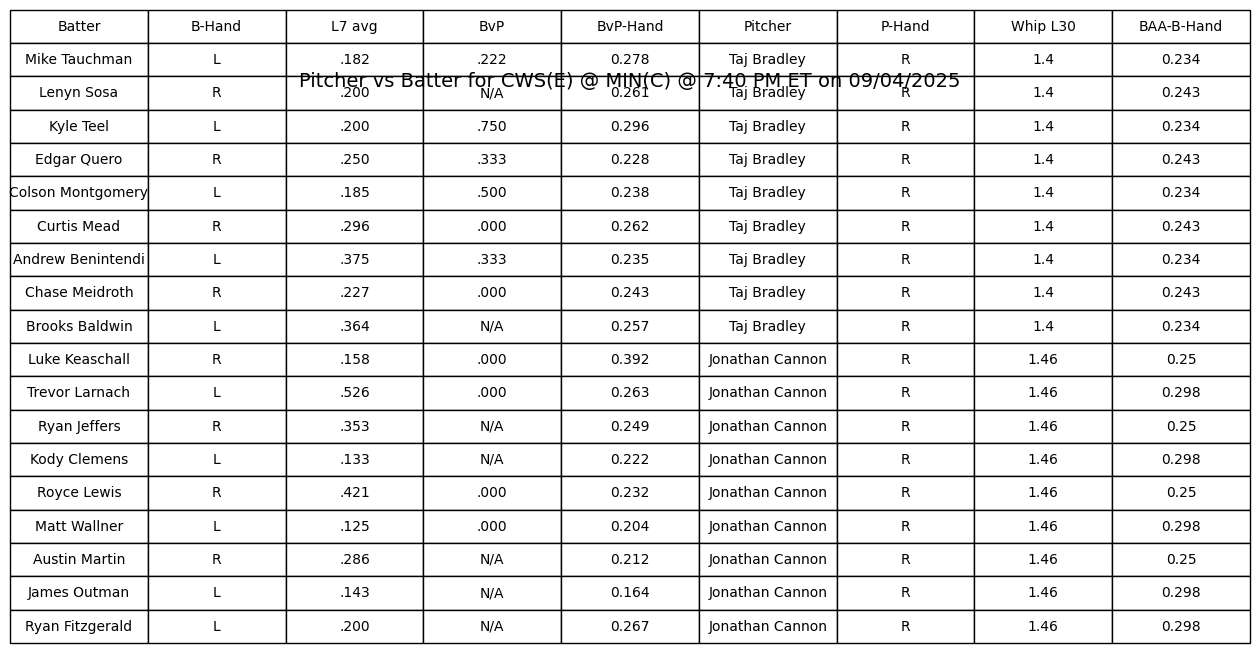 Batter B-Hand L7 avg BvP BvP-Hand Pitcher P-Hand Whip L30 BAA-B-Hand
Mike Tauchman L .182 .222 0.278 Taj Bradley R 1.4 0.234
Pitcher vs Batter for CWS(E) @ MIN(C) @ 7:40 PM ET on 09/04/2025
Lenyn Sosa R .200 N/A 0.261 Taj Bradley R 1.4 0.243
Kyle Teel L .200 .750 0.296 Taj Bradley R 1.4 0.234
Edgar Quero R .250 .333 0.228 Taj Bradley R 1.4 0.243
Colson Montgomery L .185 .500 0.238 Taj Bradley R 1.4 0.234
Curtis Mead R .296 .000 0.262 Taj Bradley R 1.4 0.243
Andrew Benintendi L .375 .333 0.235 Taj Bradley R 1.4 0.234
Chase Meidroth R .227 .000 0.243 Taj Bradley R 1.4 0.243
Brooks Baldwin L .364 N/A 0.257 Taj Bradley R 1.4 0.234
Luke Keaschall R .158 .000 0.392 Jonathan Cannon R 1.46 0.25
Trevor Larnach L .526 .000 0.263 Jonathan Cannon R 1.46 0.298
Ryan Jeffers R .353 N/A 0.249 Jonathan Cannon R 1.46 0.25
Kody Clemens L .133 N/A 0.222 Jonathan Cannon R 1.46 0.298
Royce Lewis R .421 .000 0.232 Jonathan Cannon R 1.46 0.25
Matt Wallner L .125 .000 0.204 Jonathan Cannon R 1.46 0.298
Austin Martin R .286 N/A 0.212 Jonathan Cannon R 1.46 0.25
James Outman L .143 N/A 0.164 Jonathan Cannon R 1.46 0.298
Ryan Fitzgerald L .200 N/A 0.267 Jonathan Cannon R 1.46 0.298